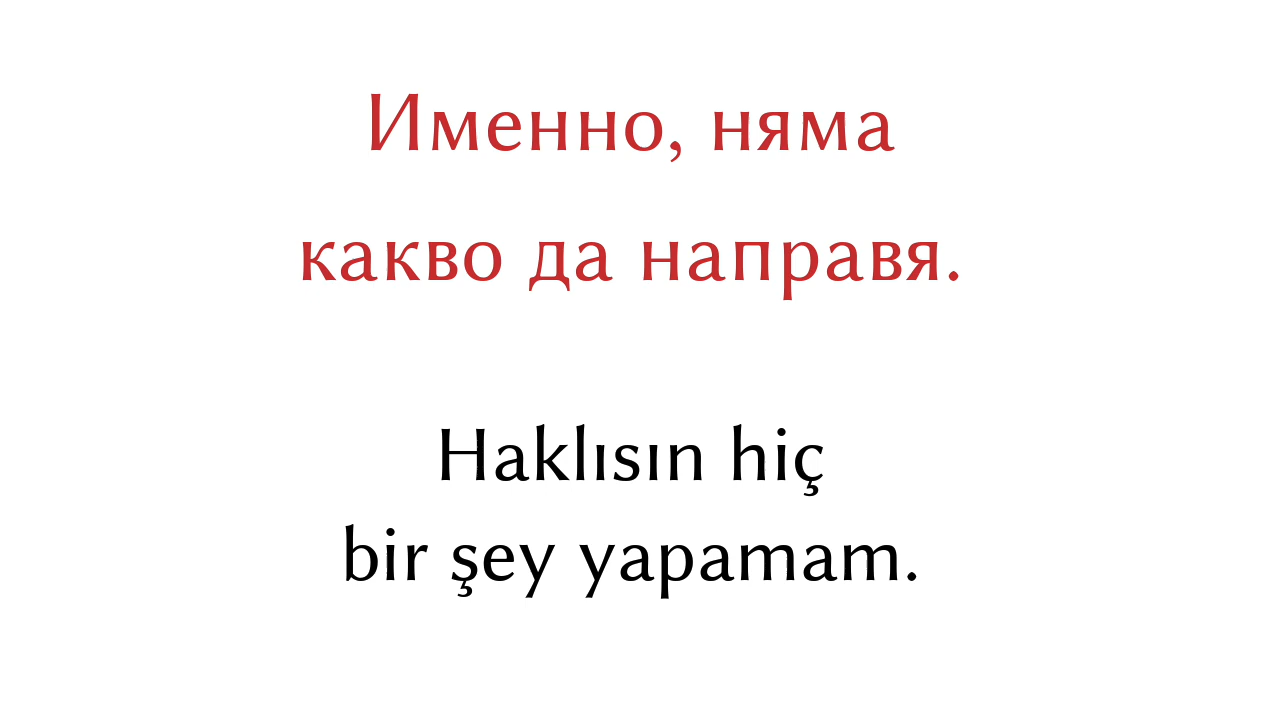 Именно, няма
какво да направя.
Haklısın hiç
bir şey yapamam.